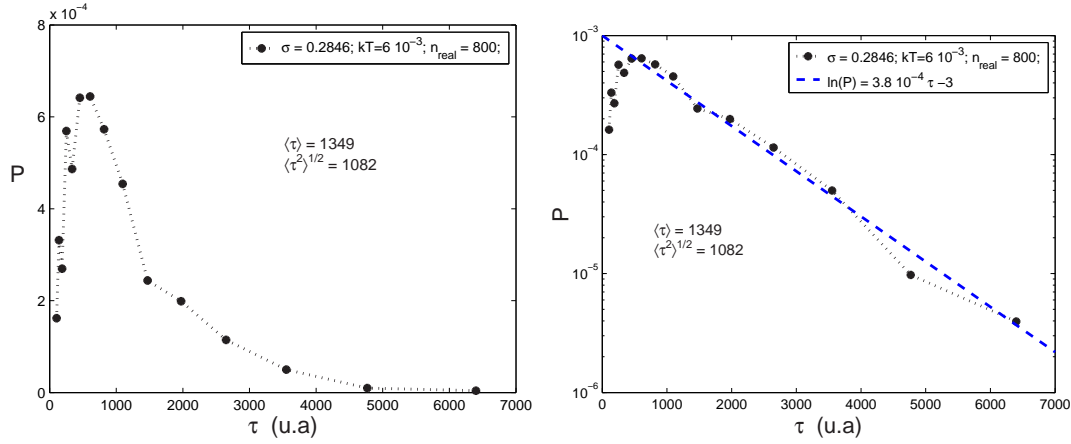 x 10⁻⁴
8
6
4
2
0
P
σ = 0.2846; kT=6 10⁻³; n_real = 800;
⟨τ⟩ = 1349
⟨τ²⟩^1/2 = 1082
0 1000 2000 3000 4000 5000 6000 7000
τ (u.a)
10⁻³
10⁻⁴
10⁻⁵
10⁻⁶
P
σ = 0.2846; kT=6 10⁻³; n_real = 800;
ln(P) = 3.8 10⁻⁴ τ −3
⟨τ⟩ = 1349
⟨τ²⟩^1/2 = 1082
0 1000 2000 3000 4000 5000 6000 7000
τ (u.a)